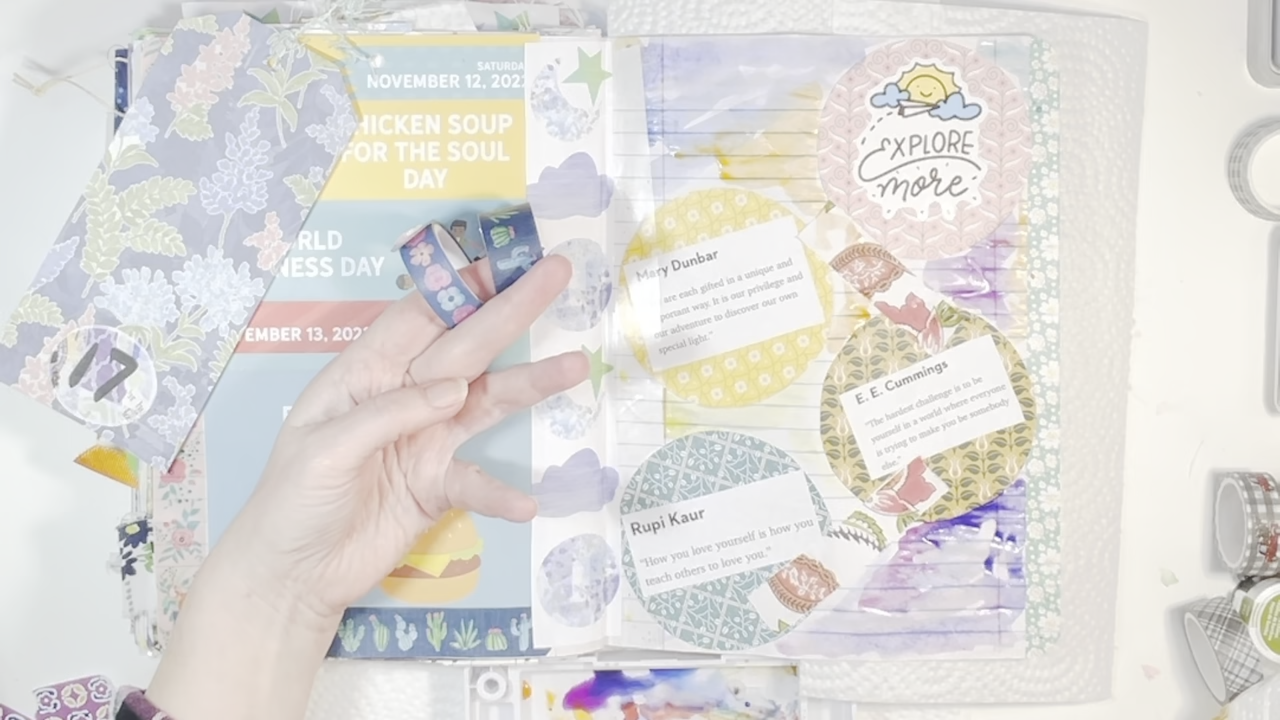 SATURDA
NOVEMBER 12, 202
HICKEN SOUP
FOR THE SOUL
DAY
RLD
NESS DAY
EMBER 13, 202
17
EXPLORE
more
Mary Dunbar
are each gifted in a unique and
portant way. It is our privilege and
our adventure to discover our own
special light."
E. E. Cummings
"The hardest challenge is to be
yourself in a world where everyone
is trying to make you be somebody
else."
Rupi Kaur
"How you love yourself is how you
teach others to love you."